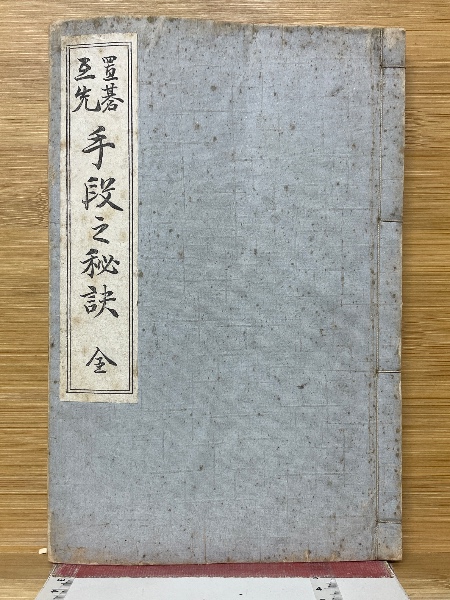 置碁
互先
手段之秘訣 全